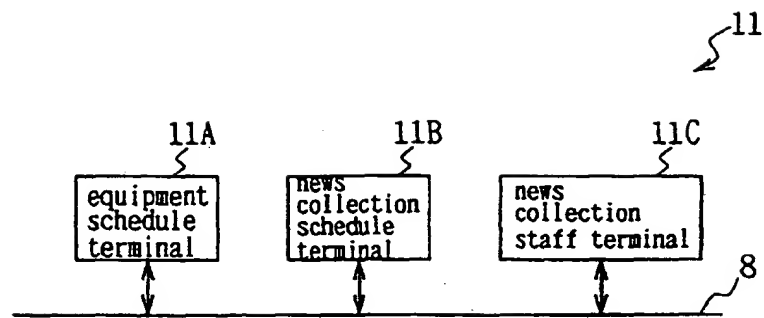 11
11A
11B
11C
equipment
schedule
terminal
news
collection
schedule
terminal
news
collection
staff terminal
8